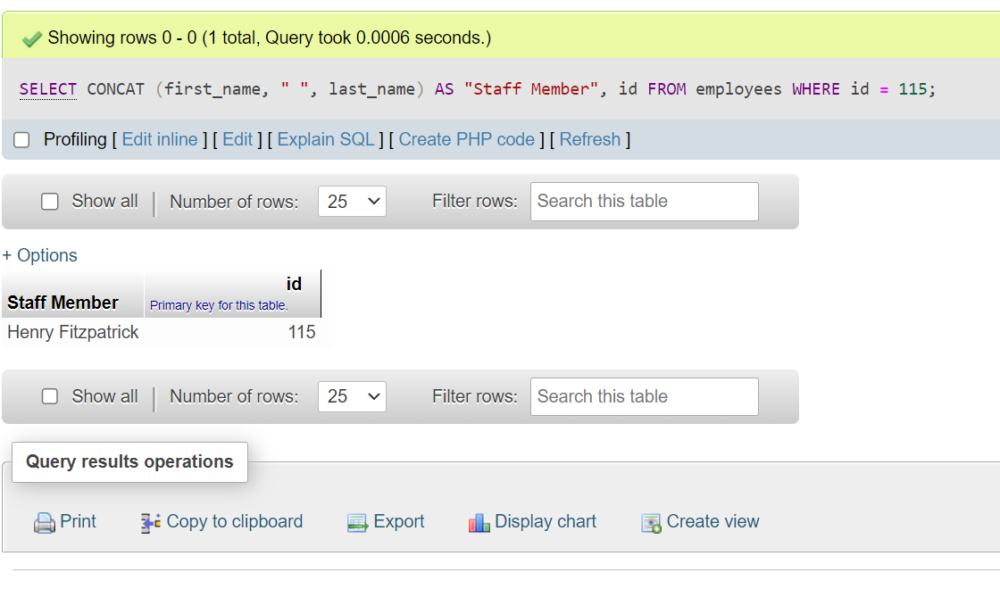 Showing rows 0 - 0 (1 total, Query took 0.0006 seconds.)
SELECT CONCAT (first_name, " ", last_name) AS "Staff Member", id FROM employees WHERE id = 115;
Profiling [ Edit inline ] [ Edit ] [ Explain SQL ] [ Create PHP code ] [ Refresh ]
Show all | Number of rows: 25 Filter rows: Search this table
+ Options
id
Staff Member Primary key for this table.
Henry Fitzpatrick 115
Show all | Number of rows: 25 Filter rows: Search this table
Query results operations
Print Copy to clipboard Export Display chart Create view